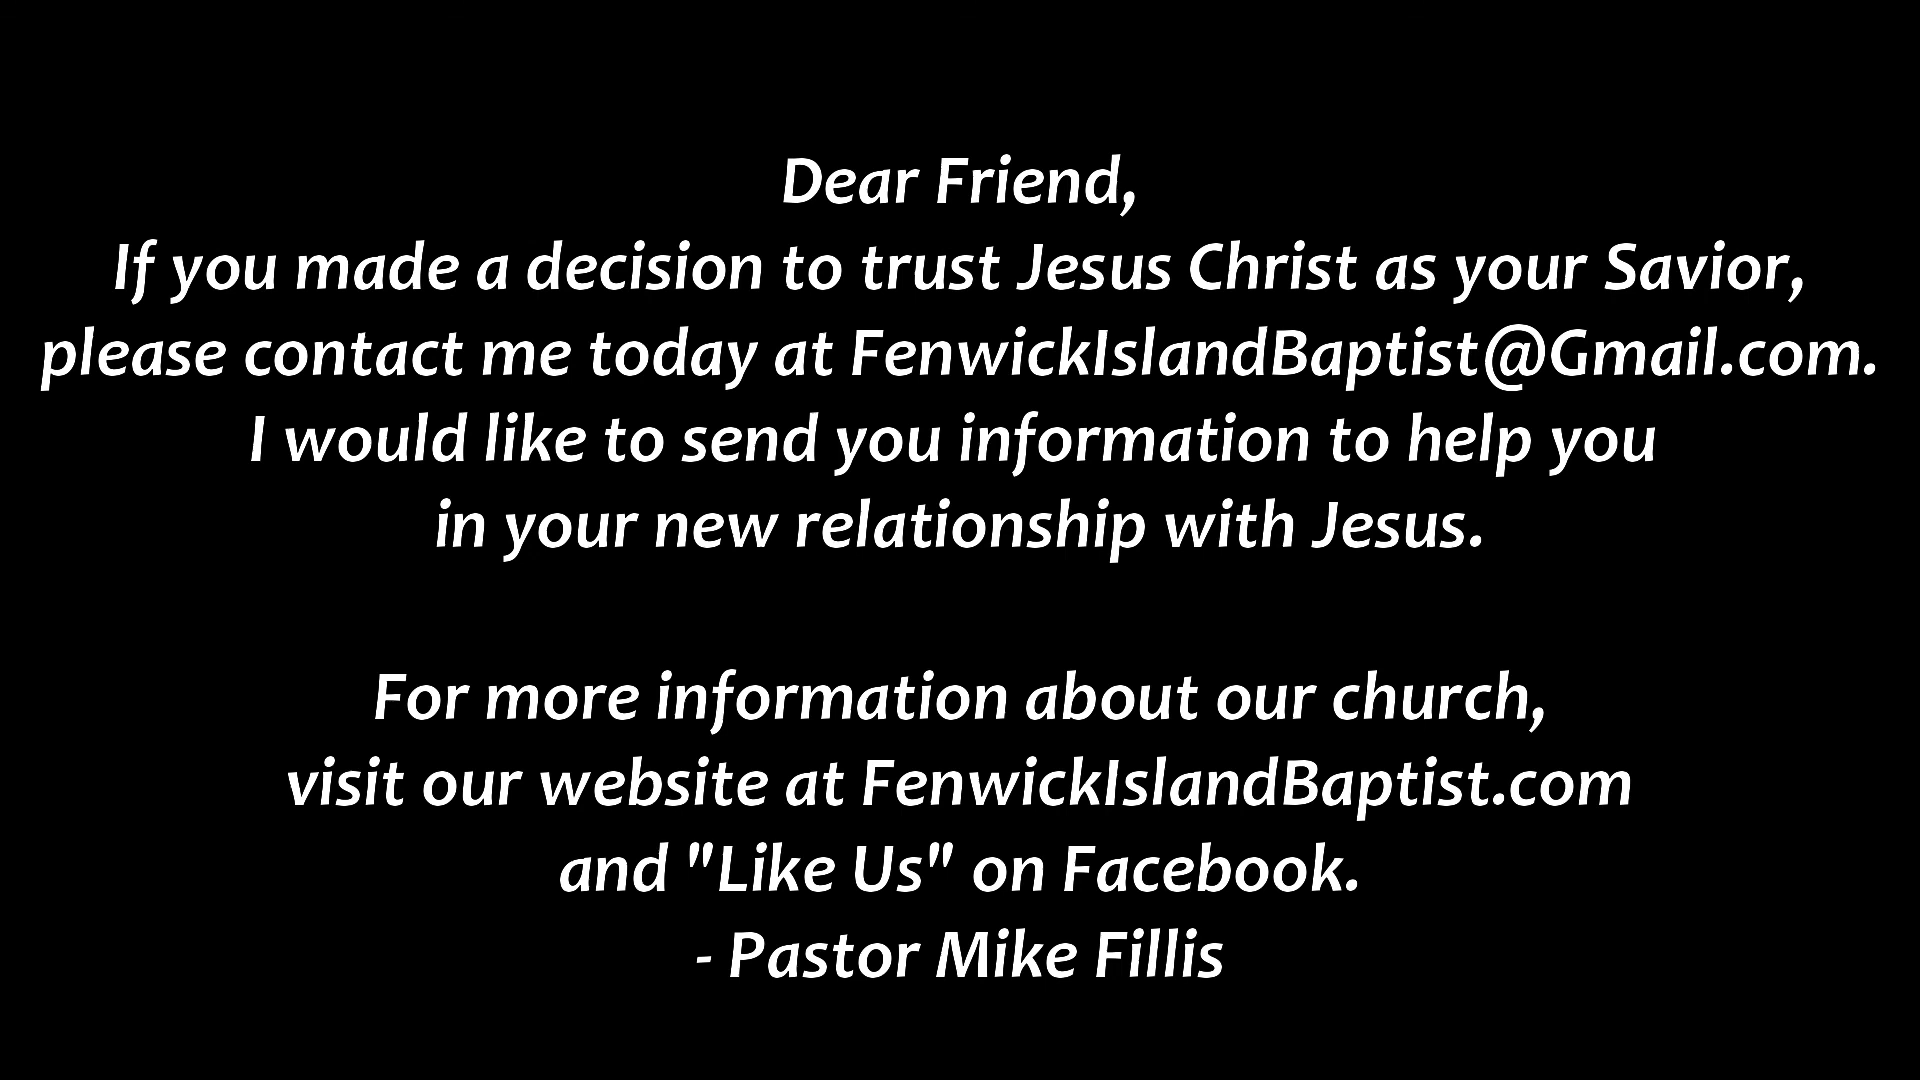 Dear Friend,
If you made a decision to trust Jesus Christ as your Savior,
please contact me today at FenwickIslandBaptist@Gmail.com.
I would like to send you information to help you
in your new relationship with Jesus.
For more information about our church,
visit our website at FenwickIslandBaptist.com
and "Like Us" on Facebook.
- Pastor Mike Fillis